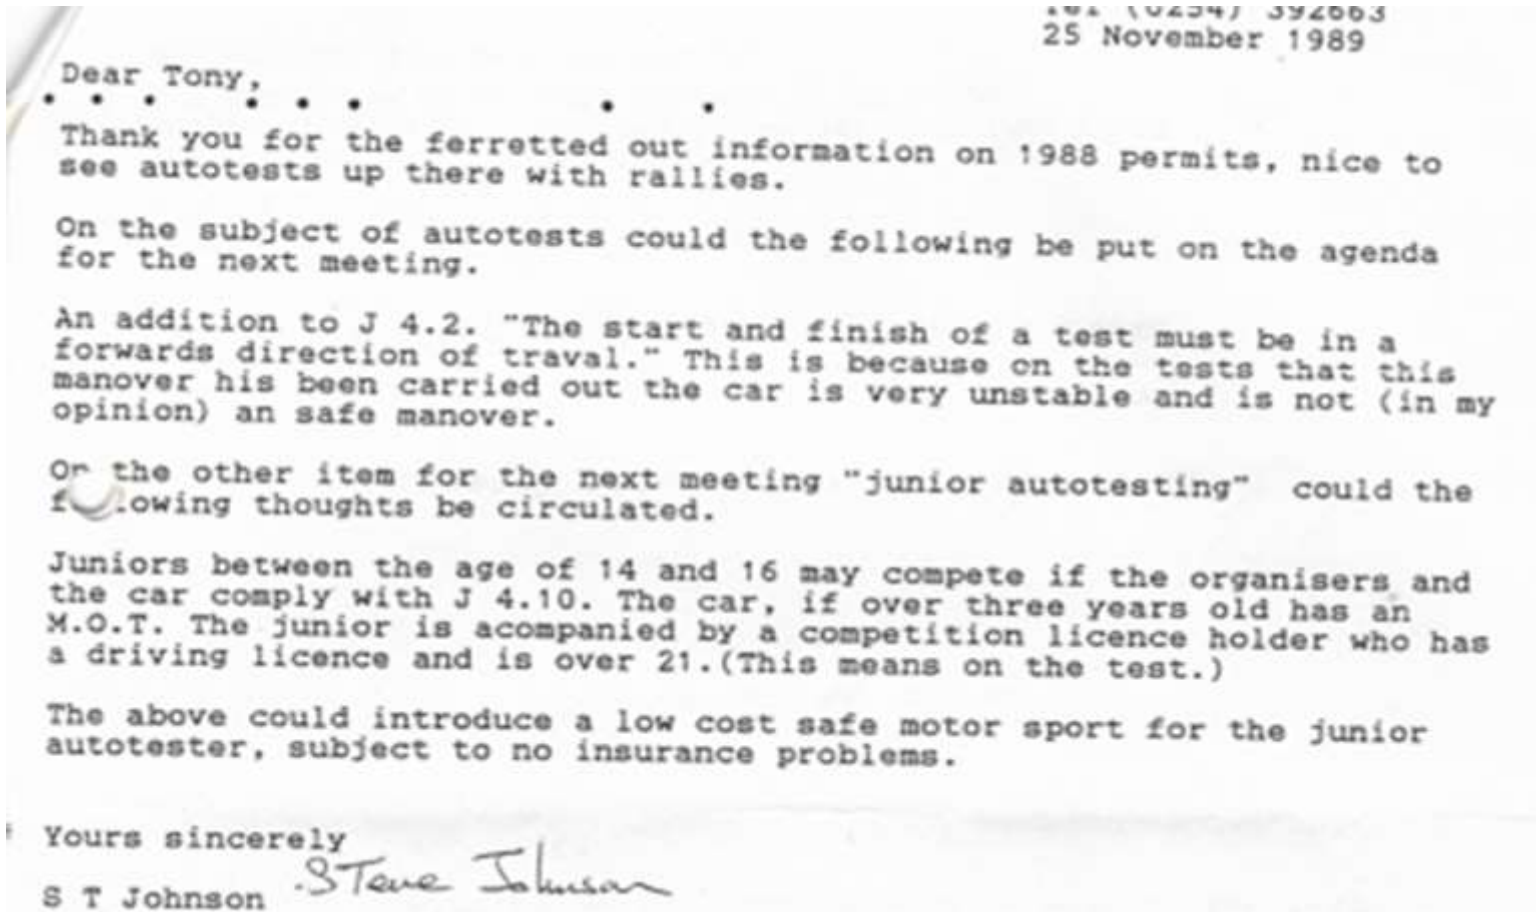 Tel (0254) 392663
25 November 1989
Dear Tony,
Thank you for the ferretted out information on 1988 permits, nice to
see autotests up there with rallies.
On the subject of autotests could the following be put on the agenda
for the next meeting.
An addition to J 4.2. "The start and finish of a test must be in a
forwards direction of traval." This is because on the tests that this
manover his been carried out the car is very unstable and is not (in my
opinion) an safe manover.
On the other item for the next meeting "junior autotesting" could the
following thoughts be circulated.
Juniors between the age of 14 and 16 may compete if the organisers and
the car comply with J 4.10. The car, if over three years old has an
M.O.T. The junior is acompanied by a competition licence holder who has
a driving licence and is over 21.(This means on the test.)
The above could introduce a low cost safe motor sport for the junior
autotester, subject to no insurance problems.
Yours sincerely
Steve Johnson
S T Johnson